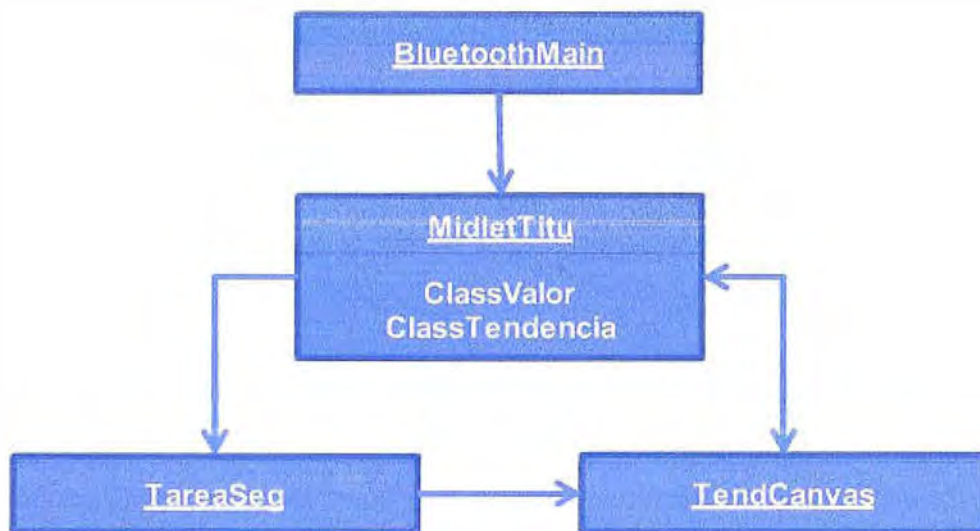 BluetoothMain
MidletTitu
ClassValor
ClassTendencia
TareaSeg
TendCanvas